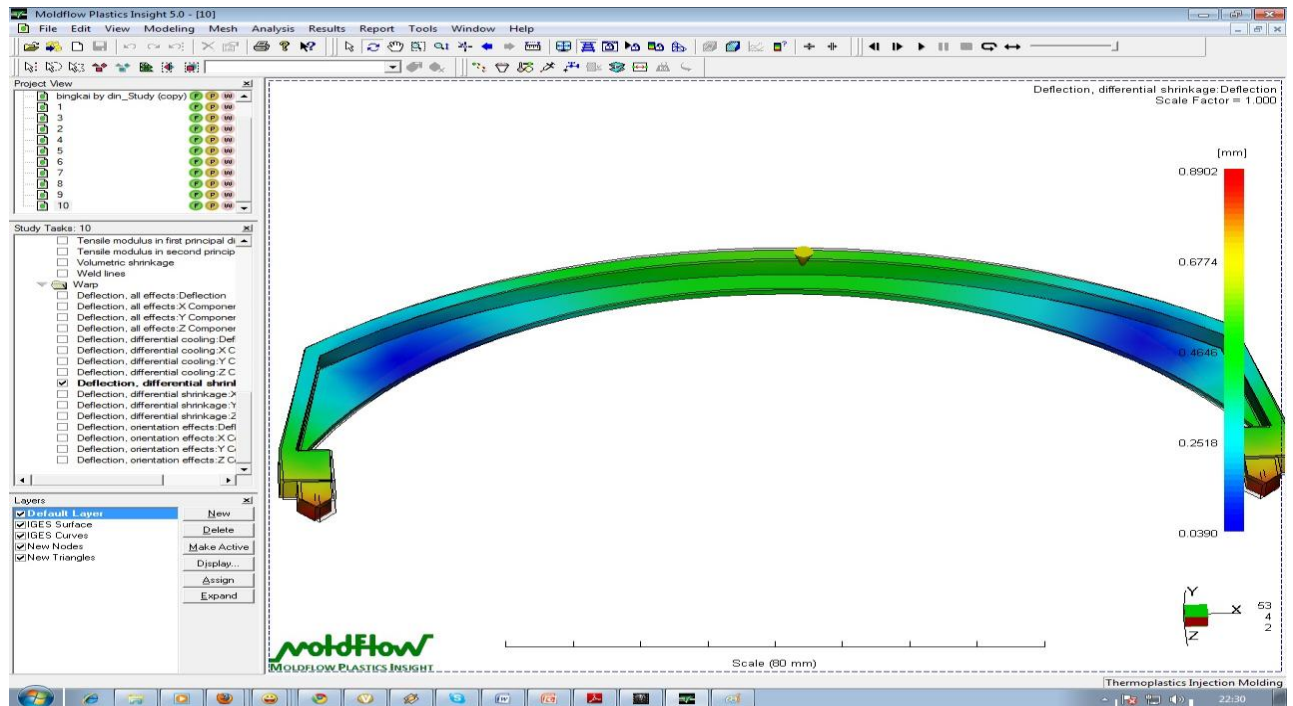 Moldflow Plastics Insight 5.0 - [10]
File Edit View Modeling Mesh Analysis Results Report Tools Window Help
Project View
bingkai by din_Study (copy) F P W
1 F P W
3 F P W
2 F P W
4 F P W
5 F P W
6 F P W
7 F P W
8 F P W
9 F P W
10 F P W
Study Tasks: 10
Tensile modulus in first principal di
Tensile modulus in second princip
Volumetric shrinkage
Weld lines
Warp
Deflection, all effects:Deflection
Deflection, all effects:X Componer
Deflection, all effects:Y Componer
Deflection, all effects:Z Componer
Deflection, differential cooling:Def
Deflection, differential cooling:X C
Deflection, differential cooling:Y C
Deflection, differential cooling:Z C
Deflection, differential shrinl
Deflection, differential shrinkage:X
Deflection, differential shrinkage:Y
Deflection, differential shrinkage:Z
Deflection, orientation effects:Defl
Deflection, orientation effects:X C
Deflection, orientation effects:Y C
Deflection, orientation effects:Z C
Layers
Default Layer
IGES Surface
IGES Curves
New Nodes
New Triangles
New
Delete
Make Active
Display...
Assign
Expand
Deflection, differential shrinkage:Deflection
Scale Factor = 1.000
[mm]
0.8902
0.6774
0.4646
0.2518
0.0390
Y
X
Z
53
4
2
moldflow
MOLDFLOW PLASTICS INSIGHT
Scale (80 mm)
Thermoplastics Injection Molding
22:30